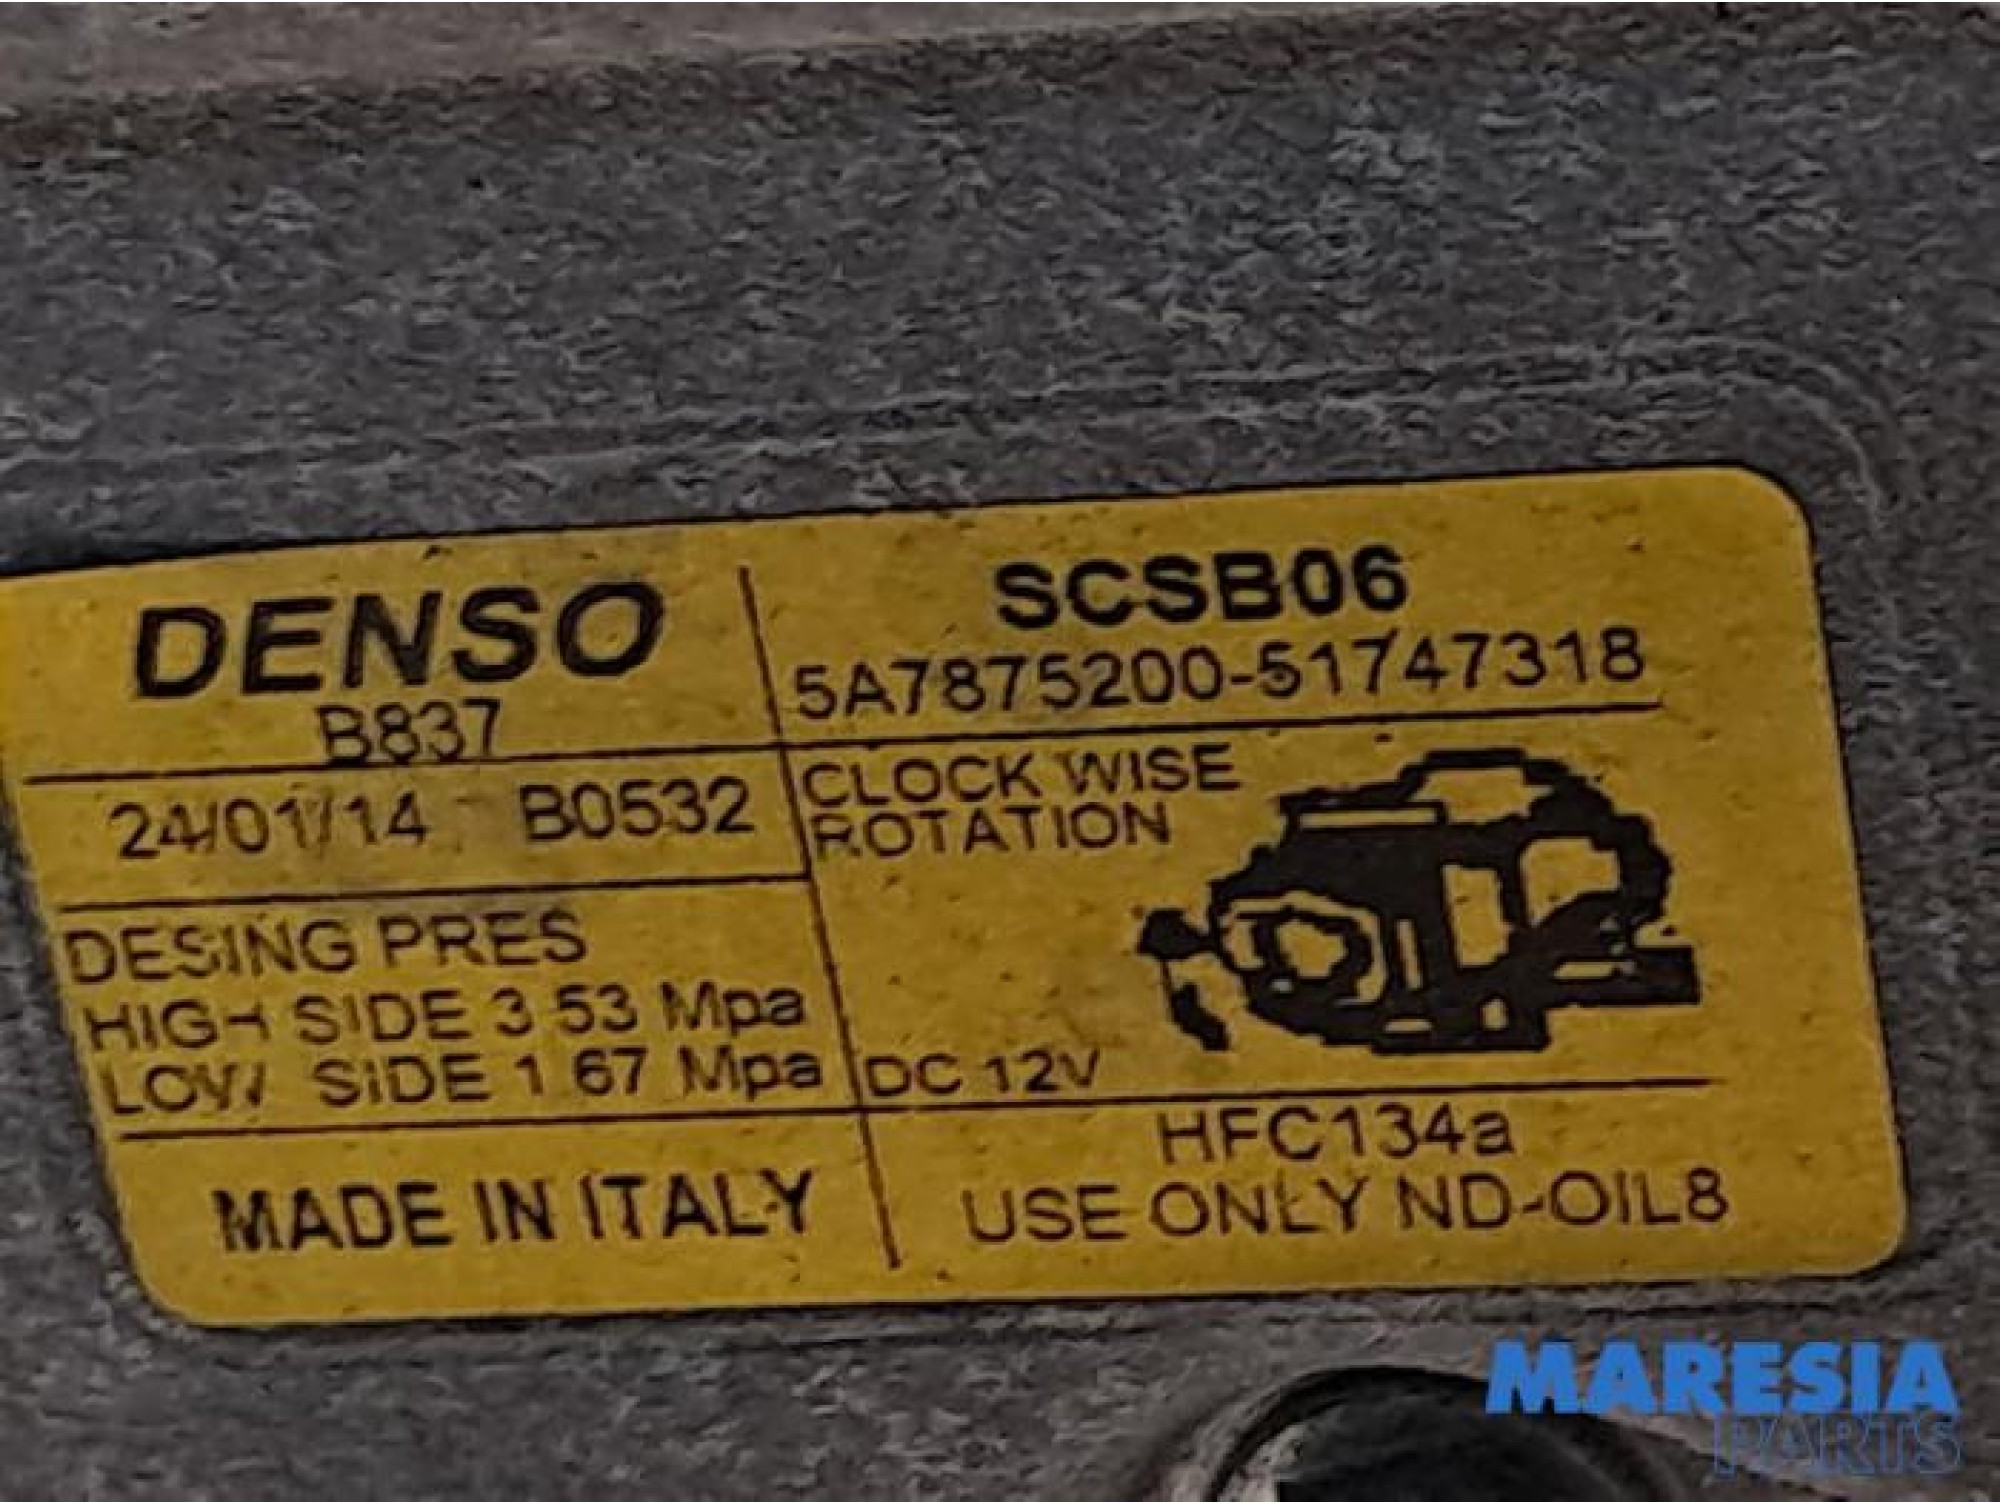 DENSO
B837
24/01/14 B0532
DESING PRES
HIGH SIDE 3.53 Mpa
LOW SIDE 1.67 Mpa
MADE IN ITALY
SCSB06
5A7875200-51747318
CLOCK WISE
ROTATION
DC 12V
HFC134a
USE ONLY ND-OIL8
MARESIA
PARTS